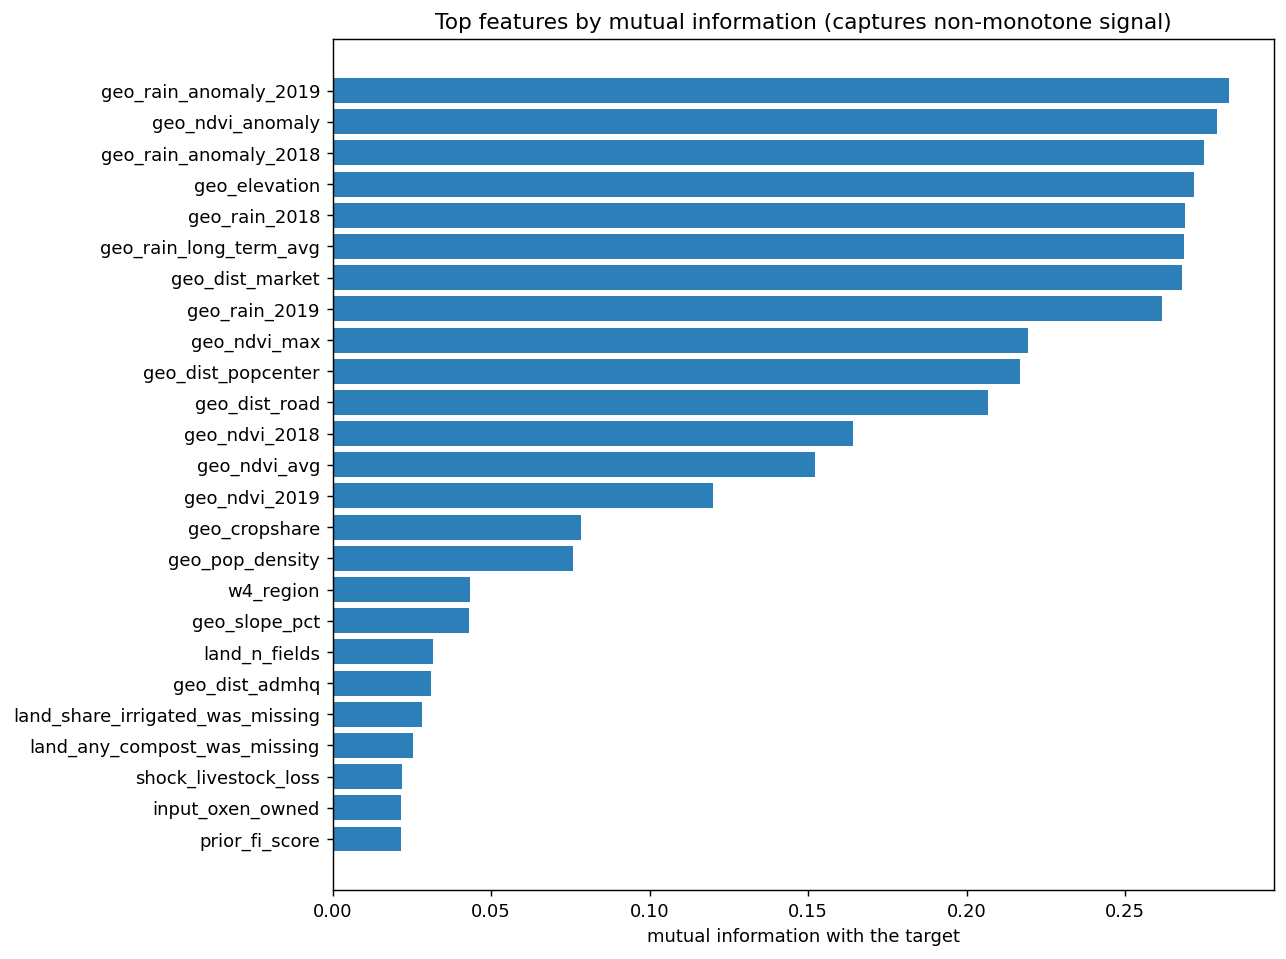 Top features by mutual information (captures non-monotone signal)
geo_rain_anomaly_2019
geo_ndvi_anomaly
geo_rain_anomaly_2018
geo_elevation
geo_rain_2018
geo_rain_long_term_avg
geo_dist_market
geo_rain_2019
geo_ndvi_max
geo_dist_popcenter
geo_dist_road
geo_ndvi_2018
geo_ndvi_avg
geo_ndvi_2019
geo_cropshare
geo_pop_density
w4_region
geo_slope_pct
land_n_fields
geo_dist_admhq
land_share_irrigated_was_missing
land_any_compost_was_missing
shock_livestock_loss
input_oxen_owned
prior_fi_score
0.00 0.05 0.10 0.15 0.20 0.25
mutual information with the target